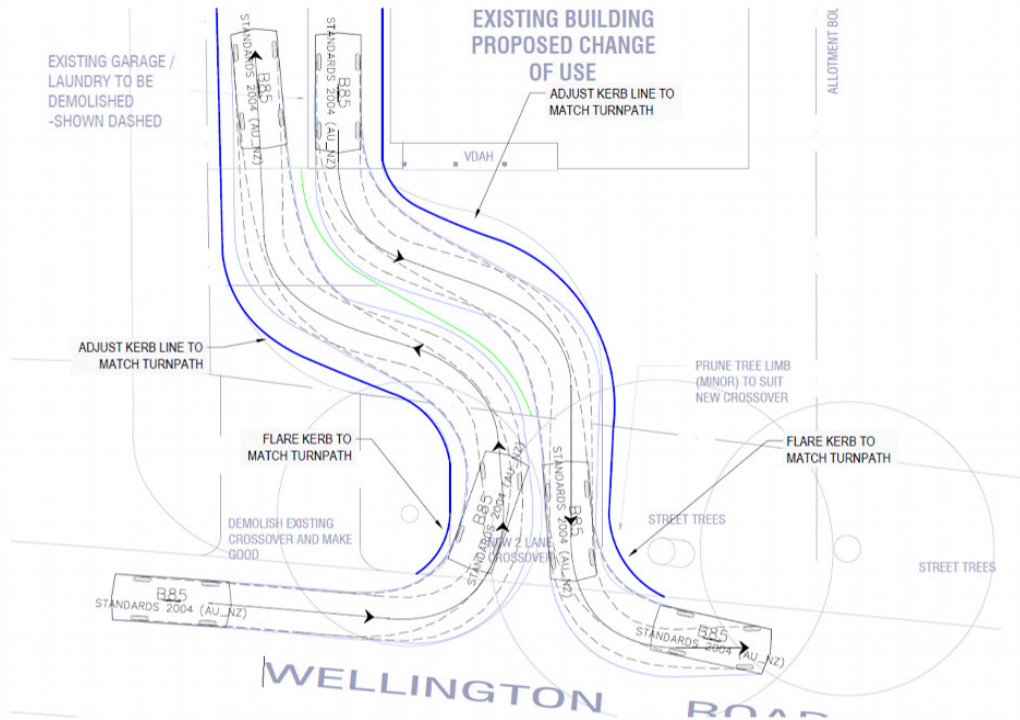 EXISTING BUILDING
PROPOSED CHANGE
OF USE
ALLOTMENT BOU
EXISTING GARAGE /
LAUNDRY TO BE
DEMOLISHED
-SHOWN DASHED
B85
STANDARDS 2004 (AU_NZ)
B85
STANDARDS 2004 (AU_NZ)
ADJUST KERB LINE TO
MATCH TURNPATH
VDAH
ADJUST KERB LINE TO
MATCH TURNPATH
PRUNE TREE LIMB
(MINOR) TO SUIT
NEW CROSSOVER
FLARE KERB TO
MATCH TURNPATH
FLARE KERB TO
MATCH TURNPATH
B85
STANDARDS 2004 (AU_NZ)
B85
STANDARDS 2004 (AU_NZ)
DEMOLISH EXISTING
CROSSOVER AND MAKE
GOOD
NEW 2 LANE
CROSSOVER
STREET TREES
STREET TREES
B85
STANDARDS 2004 (AU_NZ)
B85
STANDARDS 2004 (AU_NZ)
WELLINGTON ROAD